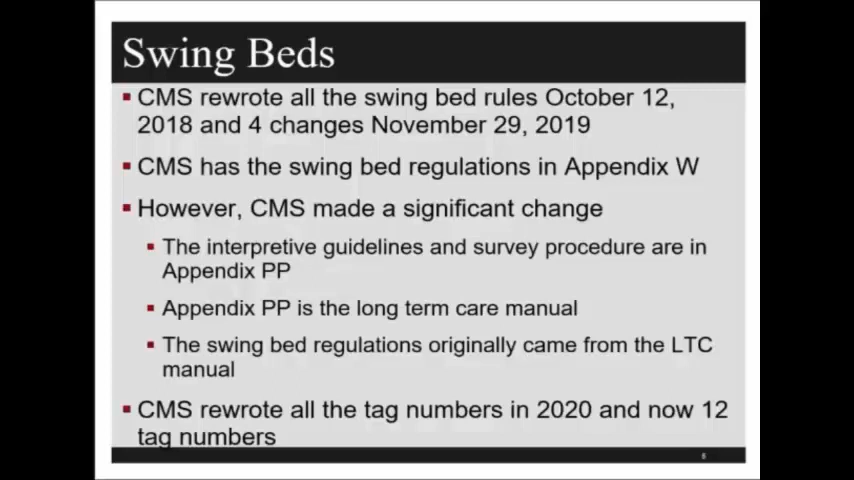 Swing Beds
CMS rewrote all the swing bed rules October 12,
2018 and 4 changes November 29, 2019
CMS has the swing bed regulations in Appendix W
However, CMS made a significant change
The interpretive guidelines and survey procedure are in
Appendix PP
Appendix PP is the long term care manual
The swing bed regulations originally came from the LTC
manual
CMS rewrote all the tag numbers in 2020 and now 12
tag numbers